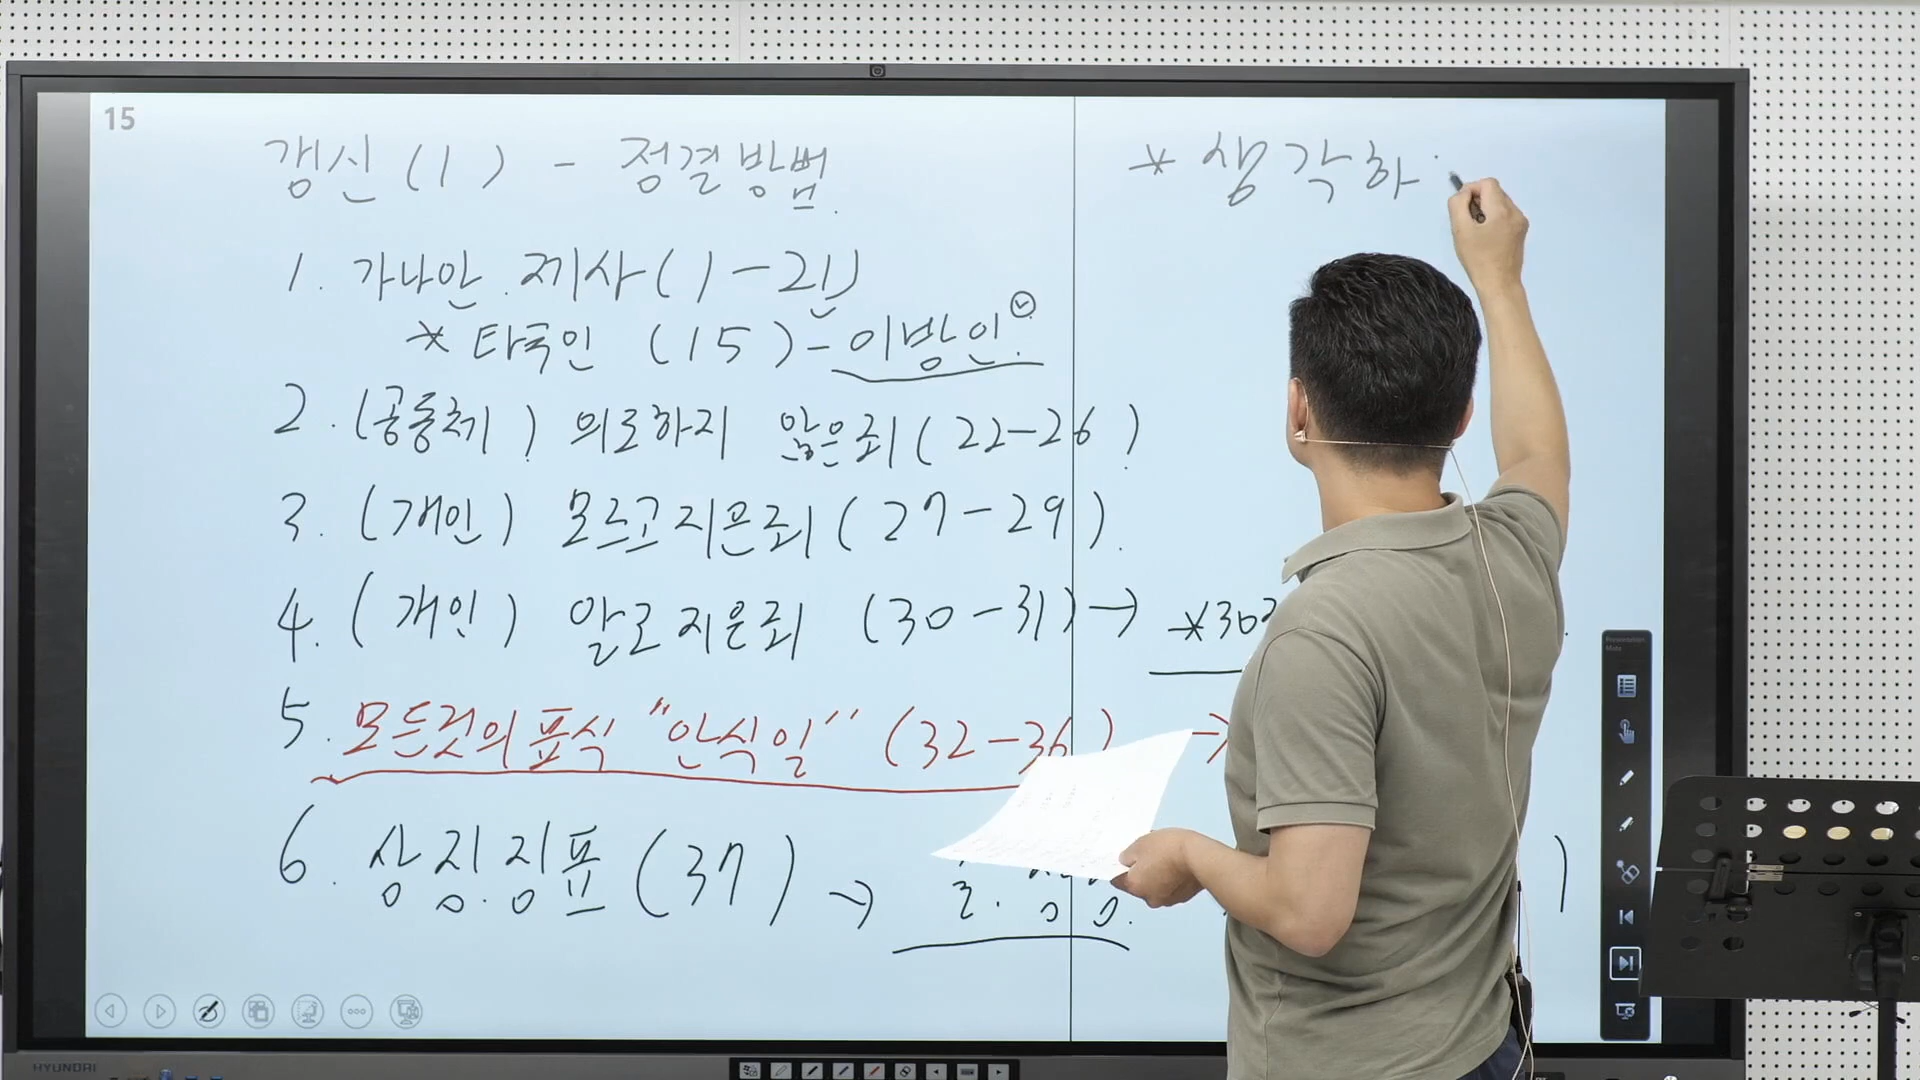 15
갱신 (1) - 정결방법.
1. 가나안 제사 (1-21)
* 타국인 (15) - 이방인.
2. (공동체) 의도하지 않은죄 (22-26)
3. (개인) 모르고 지은죄 (27-29).
4. (개인) 알고 지은죄 (30-31) →
5. 모든것의 표식 "안식일" (32-36) →
6. 상징.징표 (37) →
* 생각하
Presentation Mate
HYUNDAI